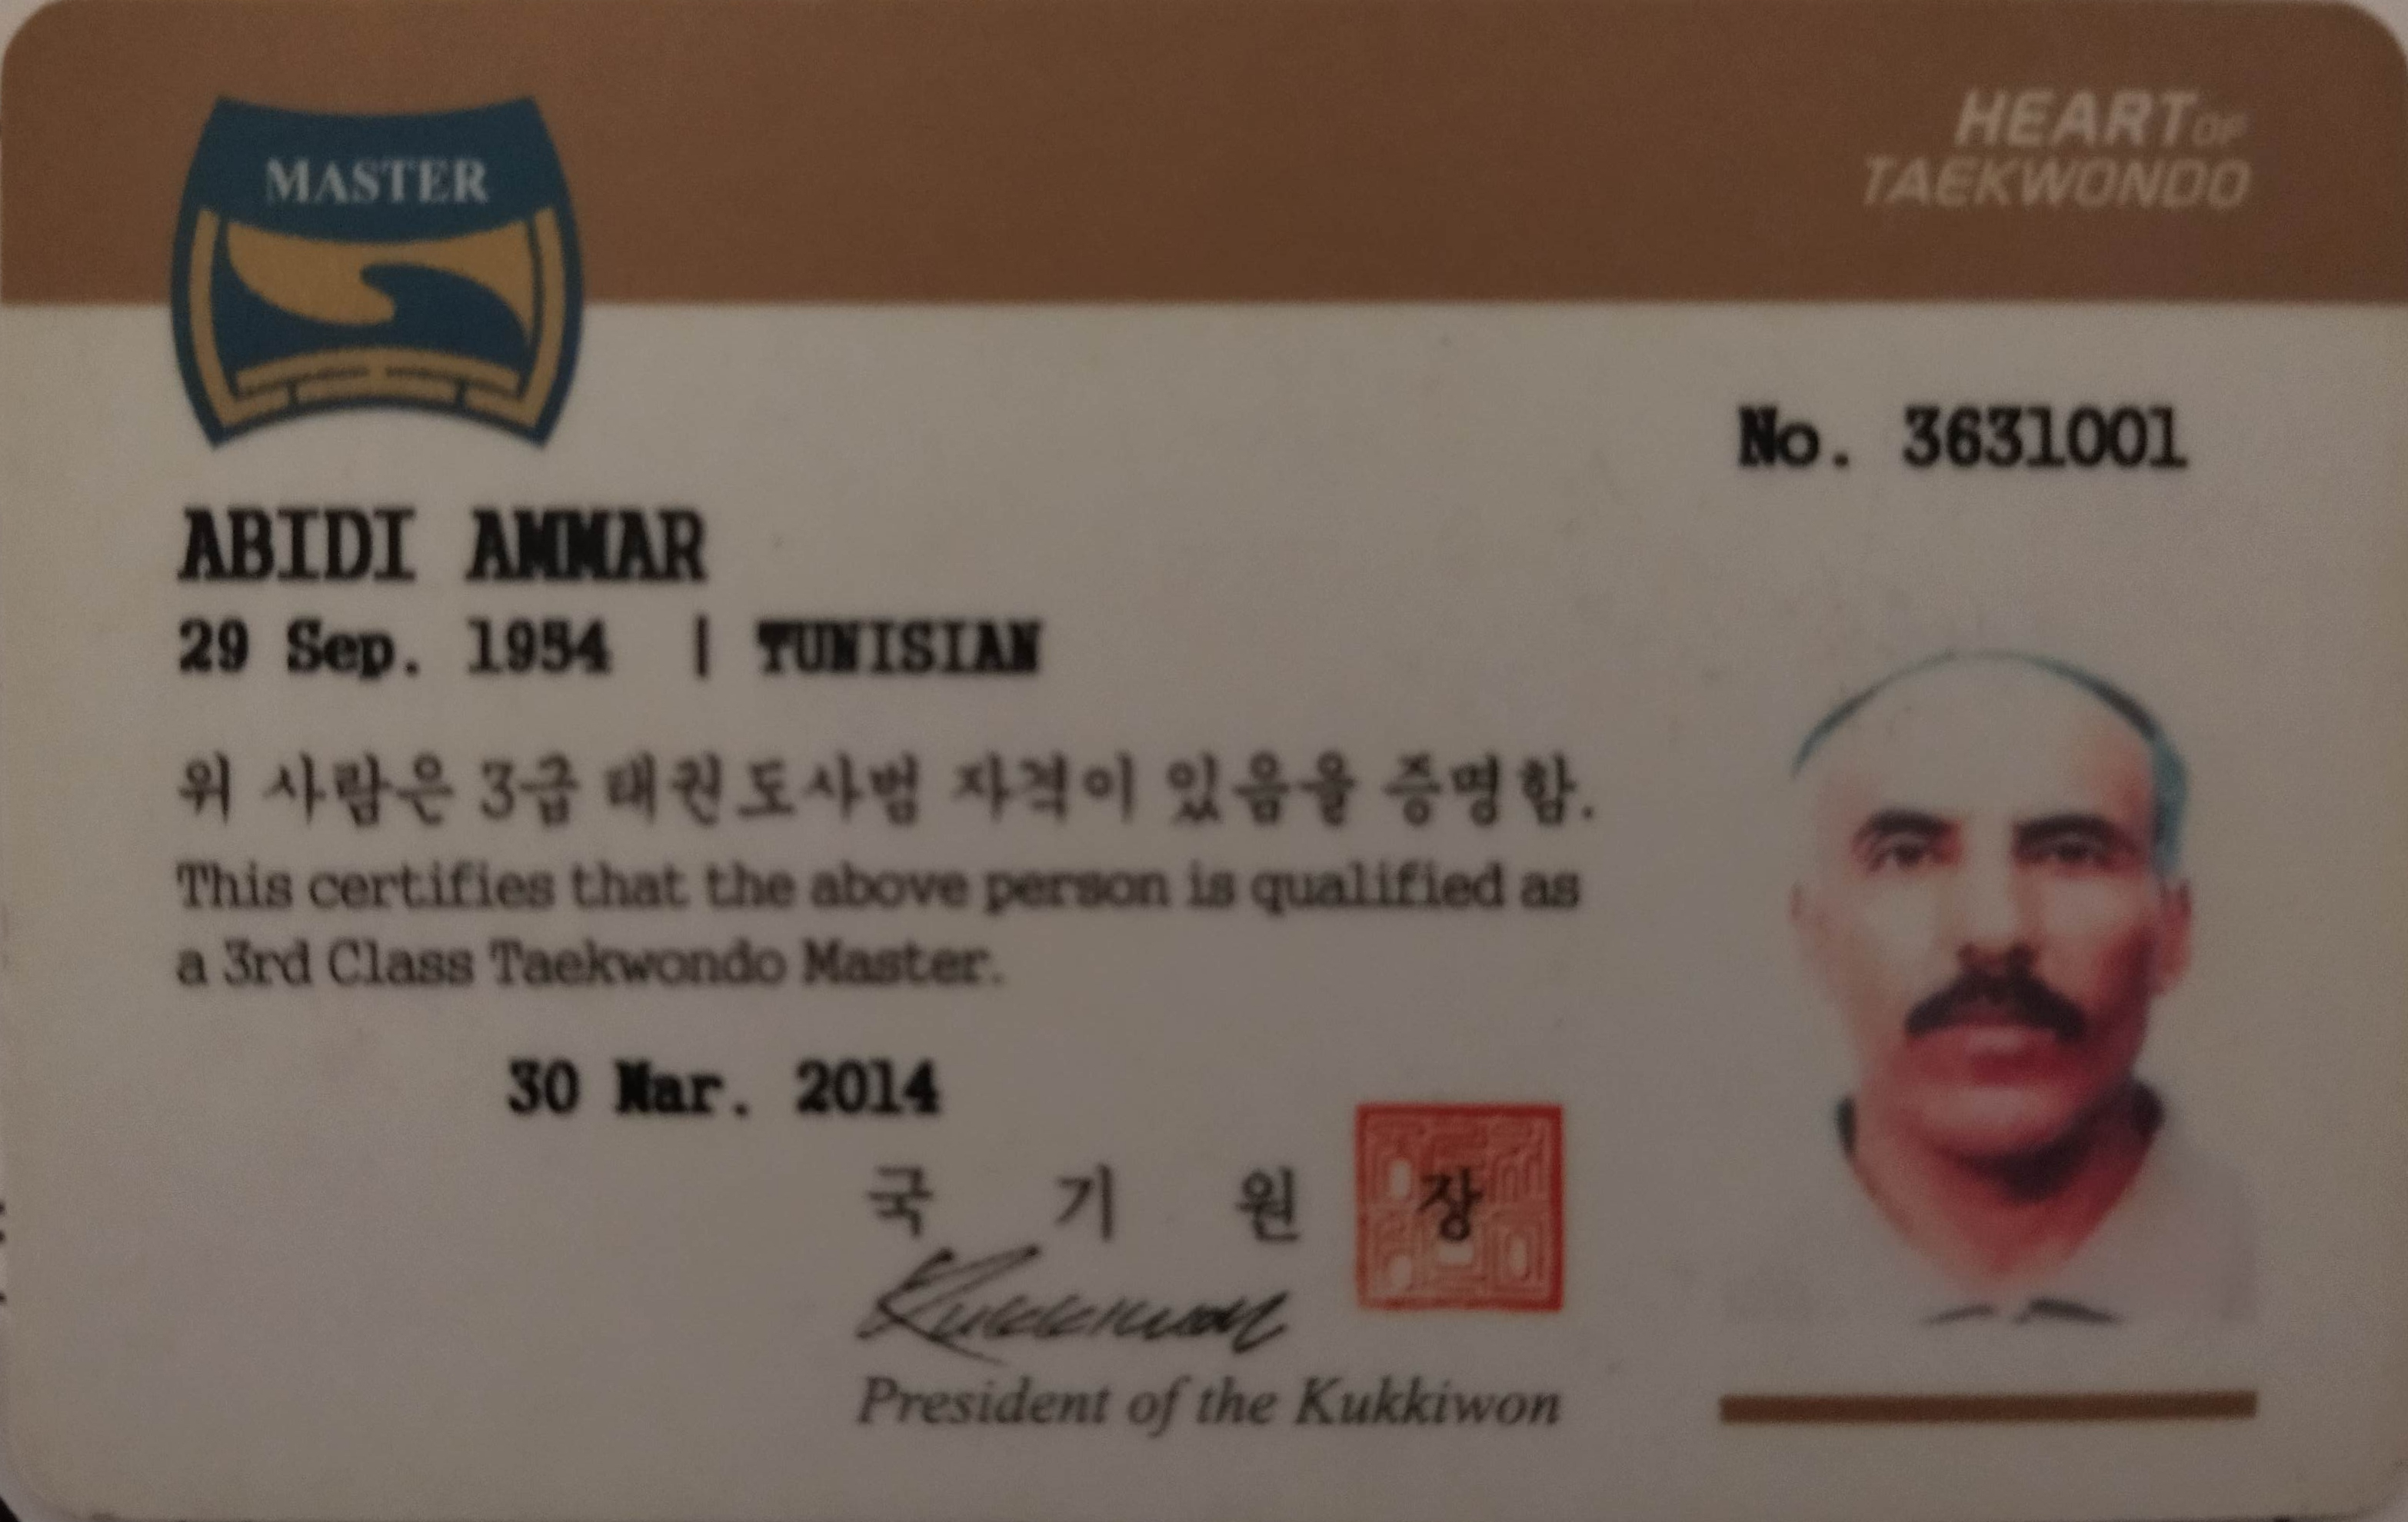 MASTER
HEART OF
TAEKWONDO
No. 3631001
ABIDI AMMAR
29 Sep. 1954 | TUNISIAN
위 사람은 3급 태권도사범 자격이 있음을 증명함.
This certifies that the above person is qualified as
a 3rd Class Taekwondo Master.
30 Mar. 2014
국 기 원 장
Kukkiwon
President of the Kukkiwon